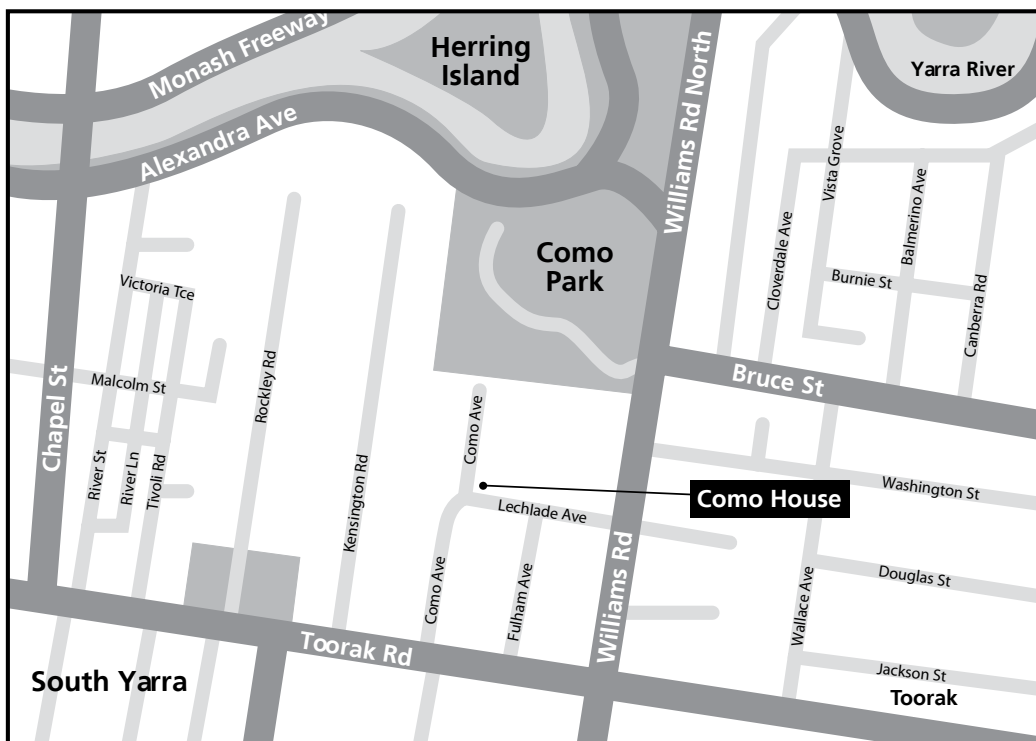 Monash Freeway
Herring
Island
Yarra River
Alexandra Ave
Williams Rd North
Vista Grove
Balmerino Ave
Cloverdale Ave
Como
Park
Burnie St
Canberra Rd
Victoria Tce
Malcolm St
Rockley Rd
Bruce St
Chapel St
River St
River Ln
Tivoli Rd
Kensington Rd
Como Ave
Como House
Washington St
Lechlade Ave
Como Ave
Fulham Ave
Williams Rd
Wallace Ave
Douglas St
Toorak Rd
South Yarra
Jackson St
Toorak